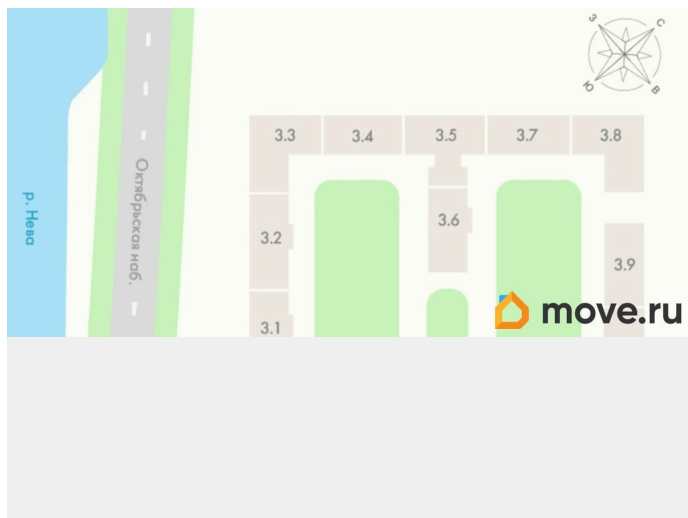 З
С
Ю
В
3.3
3.4
3.5
3.7
3.8
Октябрьская наб.
р. Нева
3.2
3.6
3.9
3.1
move.ru